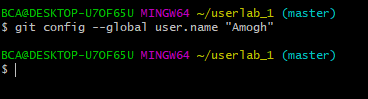 BCA@DESKTOP-U7OF65U MINGW64 ~/userlab_1 (master)
$ git config --global user.name "Amogh"
BCA@DESKTOP-U7OF65U MINGW64 ~/userlab_1 (master)
$